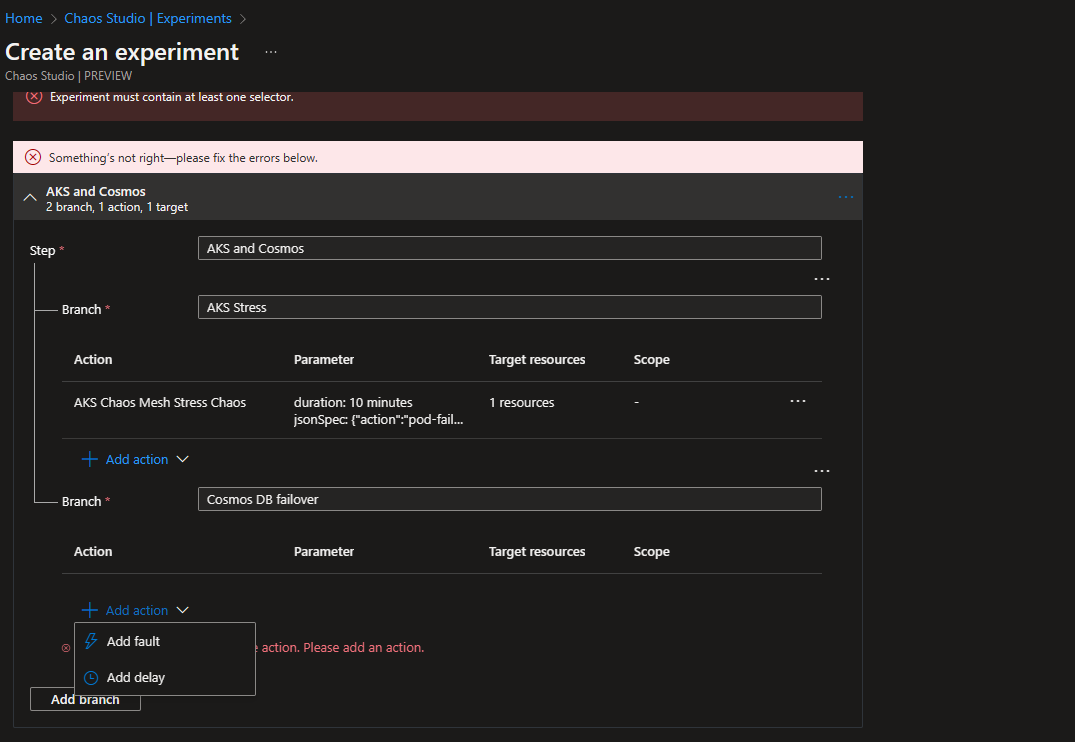 Home > Chaos Studio | Experiments >
Create an experiment ...
Chaos Studio | PREVIEW
Experiment must contain at least one selector.
Something's not right—please fix the errors below.
AKS and Cosmos
2 branch, 1 action, 1 target
Step * AKS and Cosmos
Branch * AKS Stress
Action Parameter Target resources Scope
AKS Chaos Mesh Stress Chaos duration: 10 minutes 1 resources -
jsonSpec: {"action":"pod-fail...
+ Add action
Branch * Cosmos DB failover
Action Parameter Target resources Scope
+ Add action
Add fault
action. Please add an action.
Add delay
Add branch